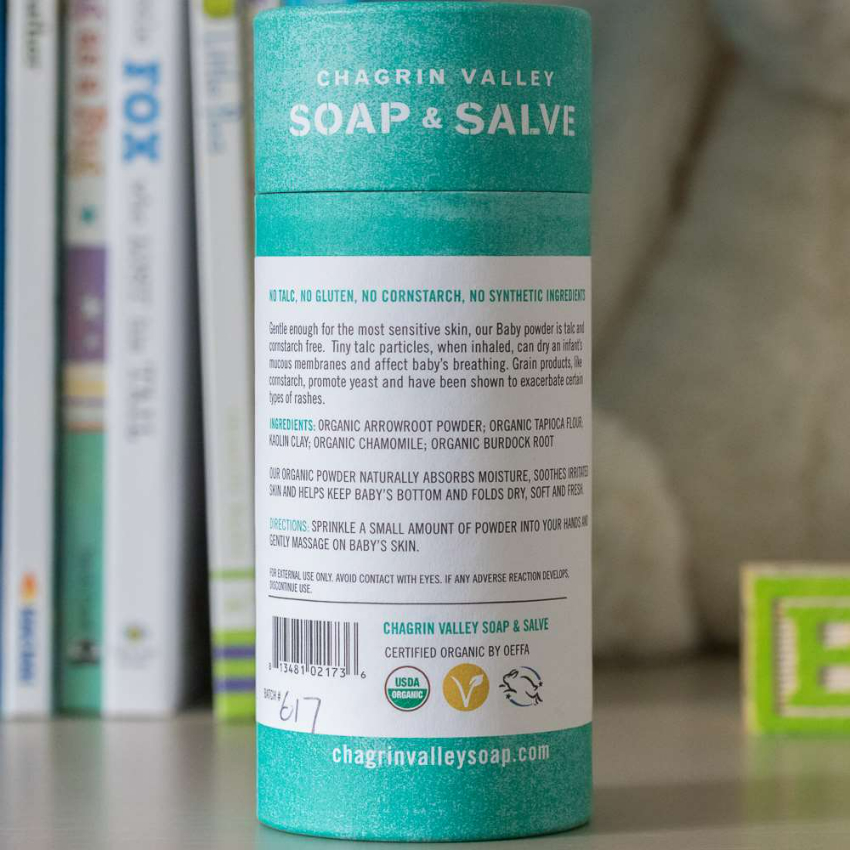 CHAGRIN VALLEY
SOAP & SALVE
NO TALC, NO GLUTEN, NO CORNSTARCH, NO SYNTHETIC INGREDIENTS
Gentle enough for the most sensitive skin, our Baby powder is talc and
cornstarch free. Tiny talc particles, when inhaled, can dry an infant's
mucous membranes and affect baby's breathing. Grain products, like
cornstarch, promote yeast and have been shown to exacerbate certain
types of rashes.
INGREDIENTS: ORGANIC ARROWROOT POWDER; ORGANIC TAPIOCA FLOUR;
KAOLIN CLAY; ORGANIC CHAMOMILE; ORGANIC BURDOCK ROOT
OUR ORGANIC POWDER NATURALLY ABSORBS MOISTURE, SOOTHES IRRITATED
SKIN AND HELPS KEEP BABY'S BOTTOM AND FOLDS DRY, SOFT AND FRESH.
DIRECTIONS: SPRINKLE A SMALL AMOUNT OF POWDER INTO YOUR HANDS AND
GENTLY MASSAGE ON BABY'S SKIN.
FOR EXTERNAL USE ONLY. AVOID CONTACT WITH EYES. IF ANY ADVERSE REACTION DEVELOPS,
DISCONTINUE USE.
CHAGRIN VALLEY SOAP & SALVE
CERTIFIED ORGANIC BY OEFFA
USDA
ORGANIC
V
8 13481 02173 6
BATCH # 617
chagrinvalleysoap.com
FOX
E